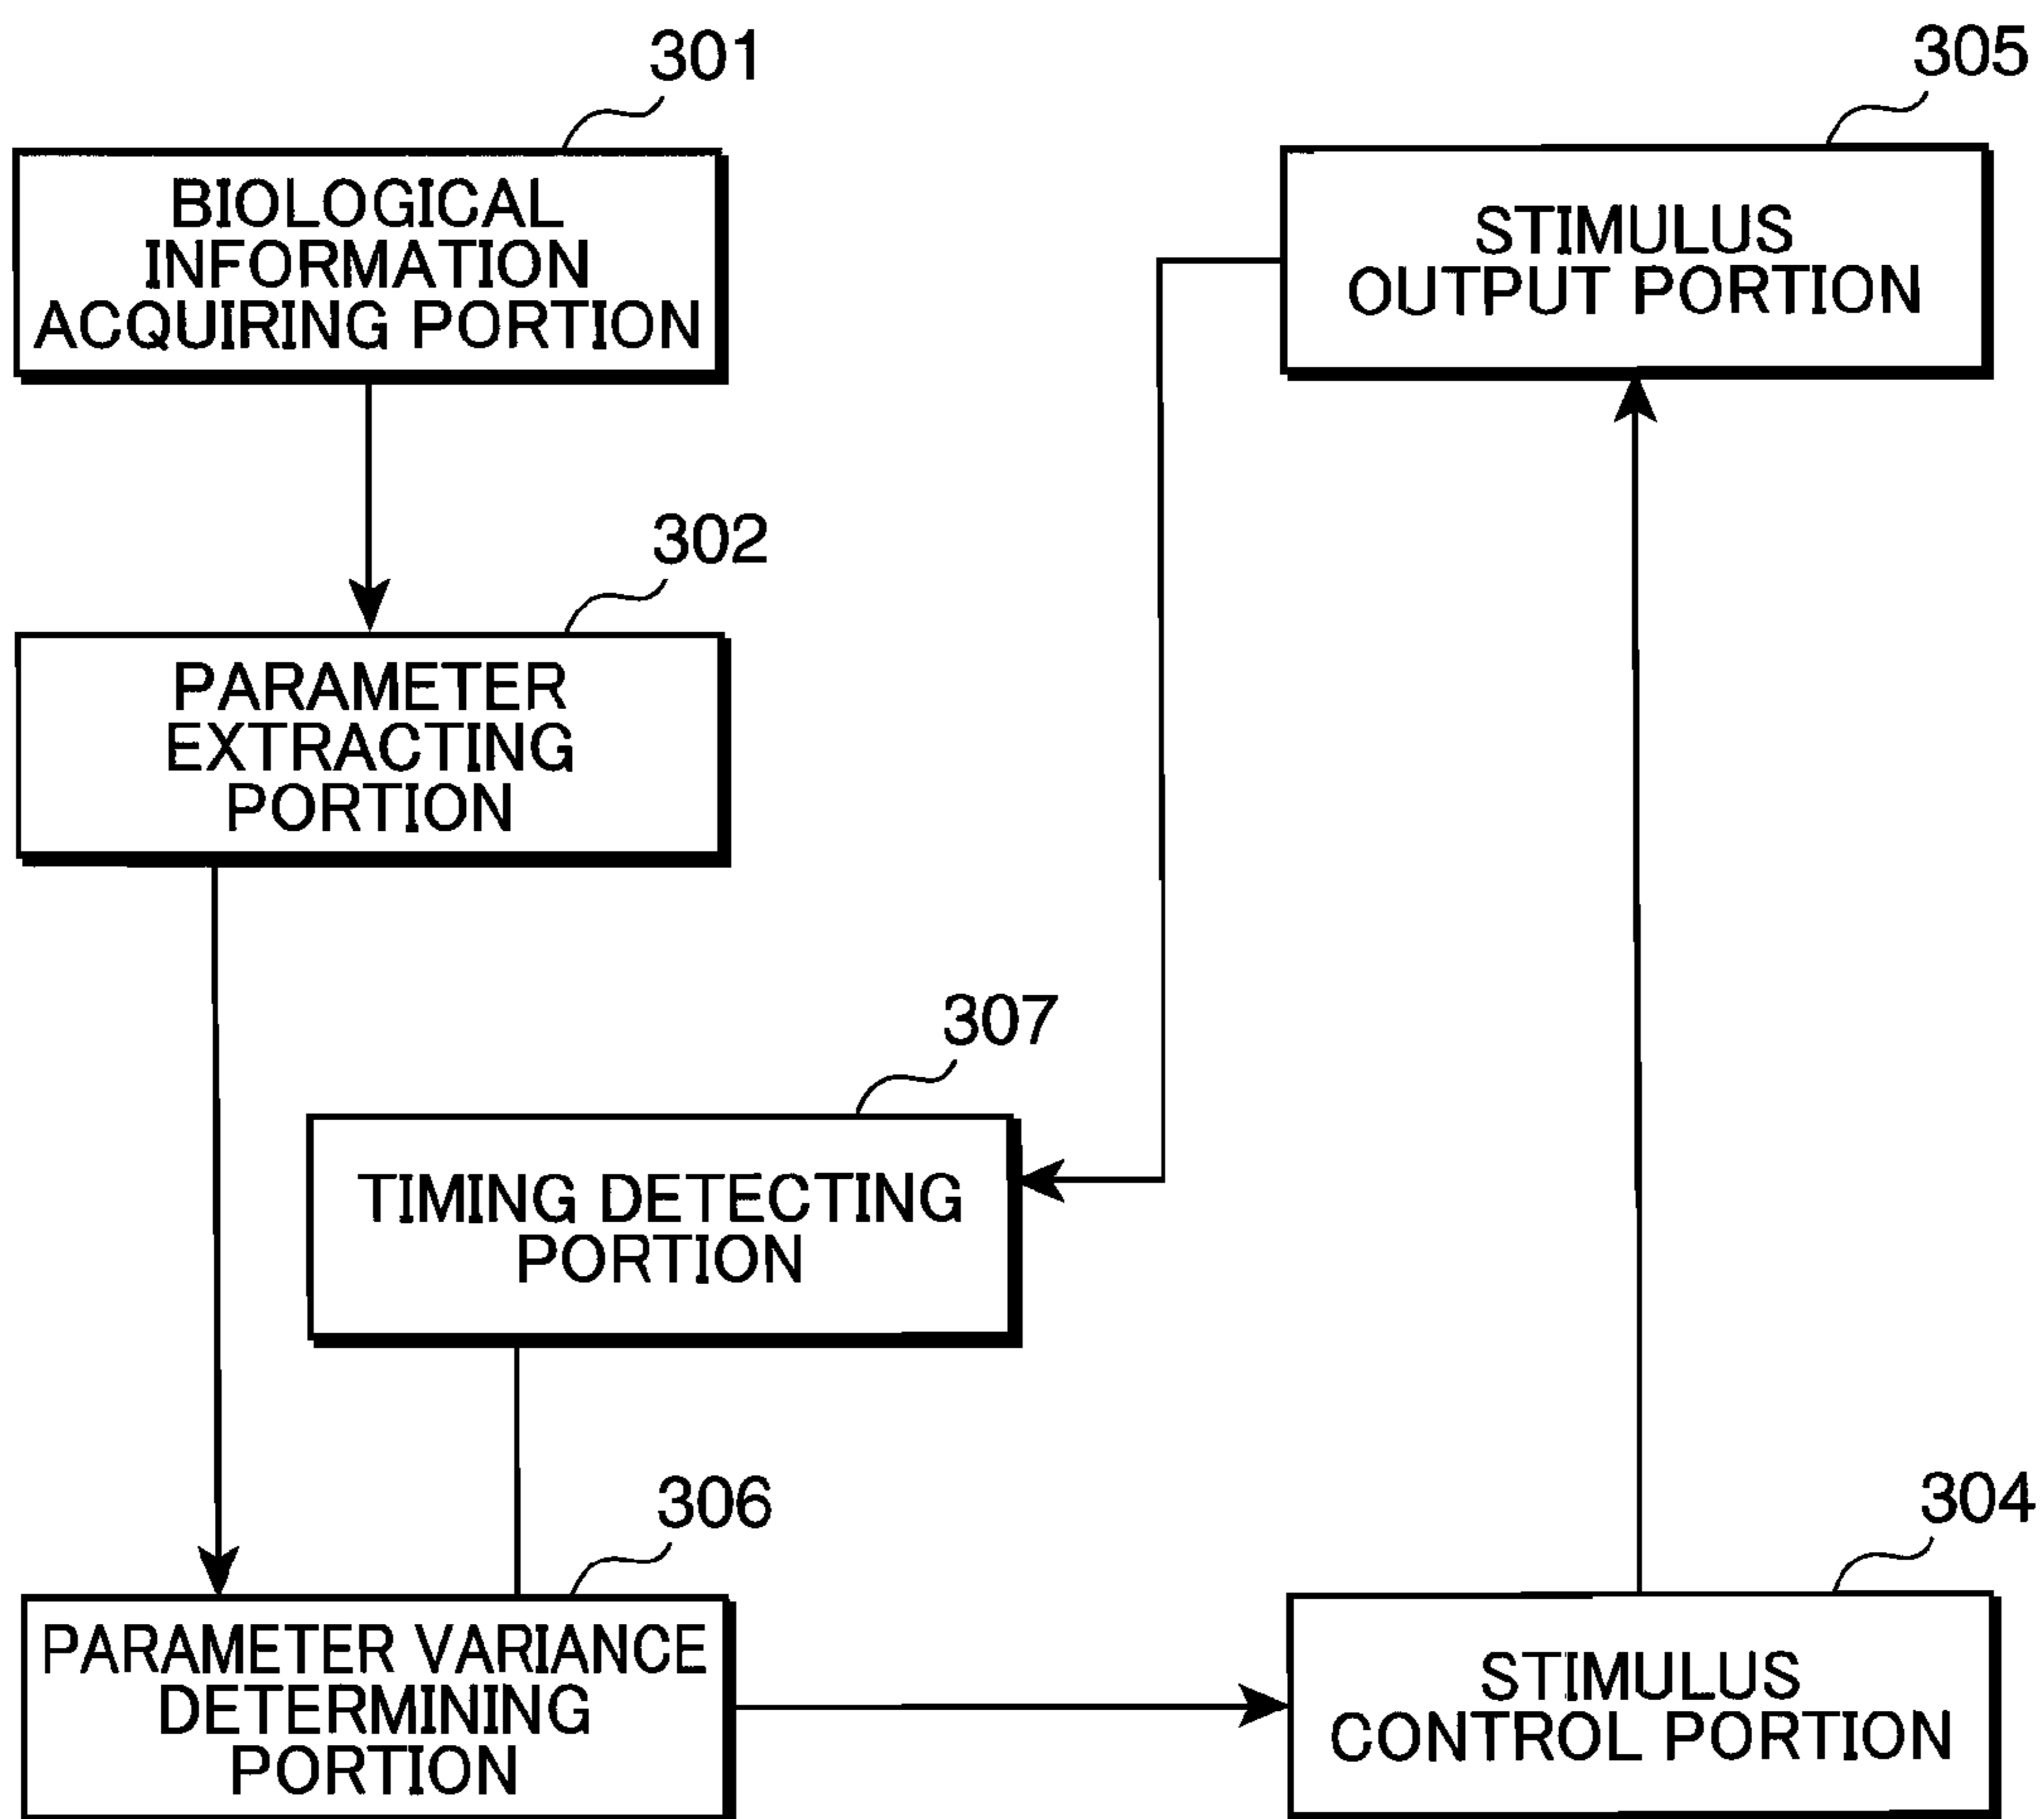 301
BIOLOGICAL
INFORMATION
ACQUIRING PORTION
305
STIMULUS
OUTPUT PORTION
302
PARAMETER
EXTRACTING
PORTION
307
TIMING DETECTING
PORTION
306
PARAMETER VARIANCE
DETERMINING
PORTION
304
STIMULUS
CONTROL PORTION